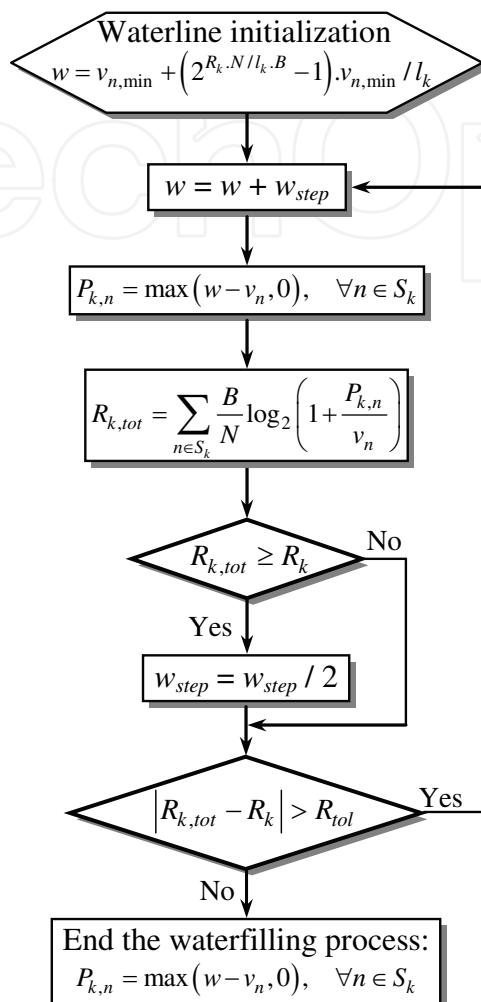 Waterline initialization
w = v_{n,min} + (2^{R_k.N/l_k.B} − 1).v_{n,min} / l_k
w = w + w_{step}
P_{k,n} = max(w − v_n, 0), ∀n ∈ S_k
R_{k,tot} = ∑_{n∈S_k} B/N log_2(1 + P_{k,n}/v_n)
R_{k,tot} ≥ R_k
No
Yes
w_{step} = w_{step} / 2
|R_{k,tot} − R_k| > R_{tol}
Yes
No
End the waterfilling process:
P_{k,n} = max(w − v_n, 0), ∀n ∈ S_k